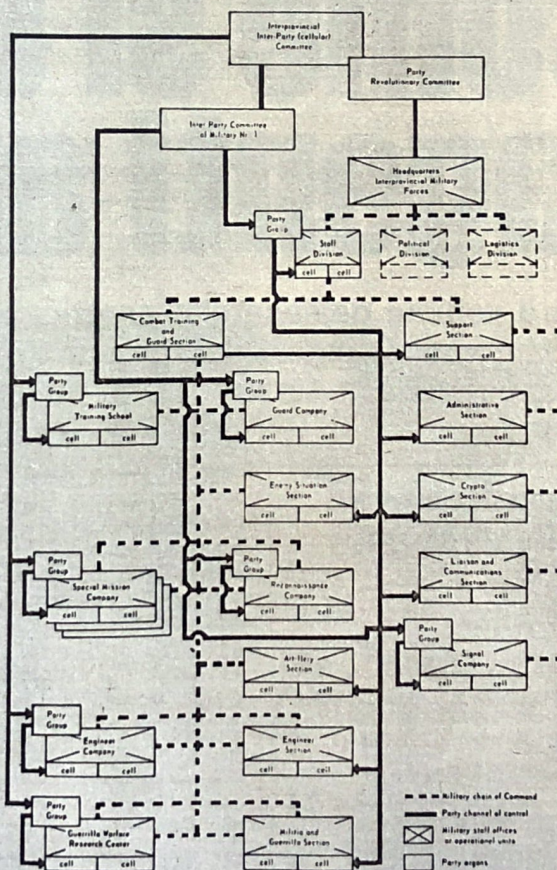 Interprovincial
Inter-Party (cellular)
Committee
Party
Revolutionary Committee
Inter Party Committee
of Military Nr. 1
Headquarters
Interprovincial Military
Forces
Party
Group
Staff
Division
cell cell
Political
Division
Logistics
Division
Combat Training
and
Guard Section
cell cell
Support
Section
cell cell
Party
Group
Military
Training School
cell cell
Party
Group
Guard Company
cell cell
Administrative
Section
cell cell
Enemy Situation
Section
cell cell
Crypto
Section
cell cell
Party
Group
Special Mission
Company
cell cell
Party
Group
Reconnaissance
Company
cell cell
Liaison and
Communications
Section
cell cell
Party
Group
Signal
Company
cell cell
Artillery
Section
cell cell
Party
Group
Engineer
Company
cell cell
Engineer
Section
cell cell
Party
Group
Guerrilla Warfare
Research Center
cell cell
Militia and
Guerrilla Section
cell cell
Military chain of Command
Party channel of control
Military staff offices
or operational units
Party organs